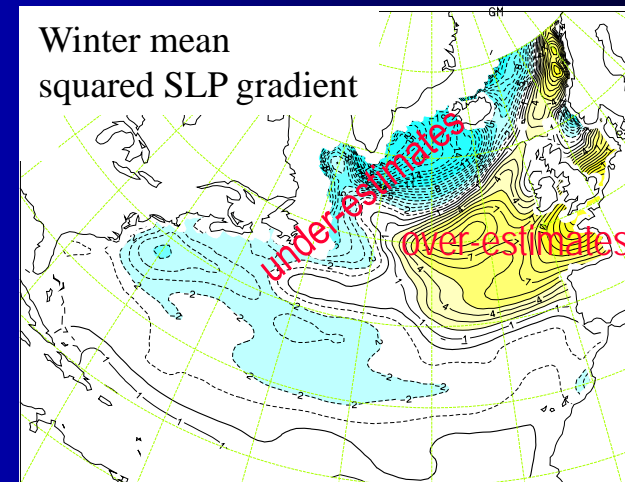 Winter mean
squared SLP gradient
GM
under-estimates
over-estimates